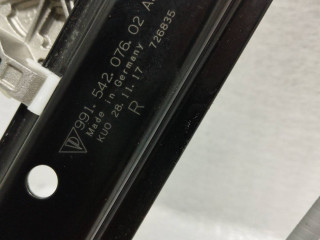 991.542.076.02 A
Made in Germany 726835
KUO 28.11.17
R